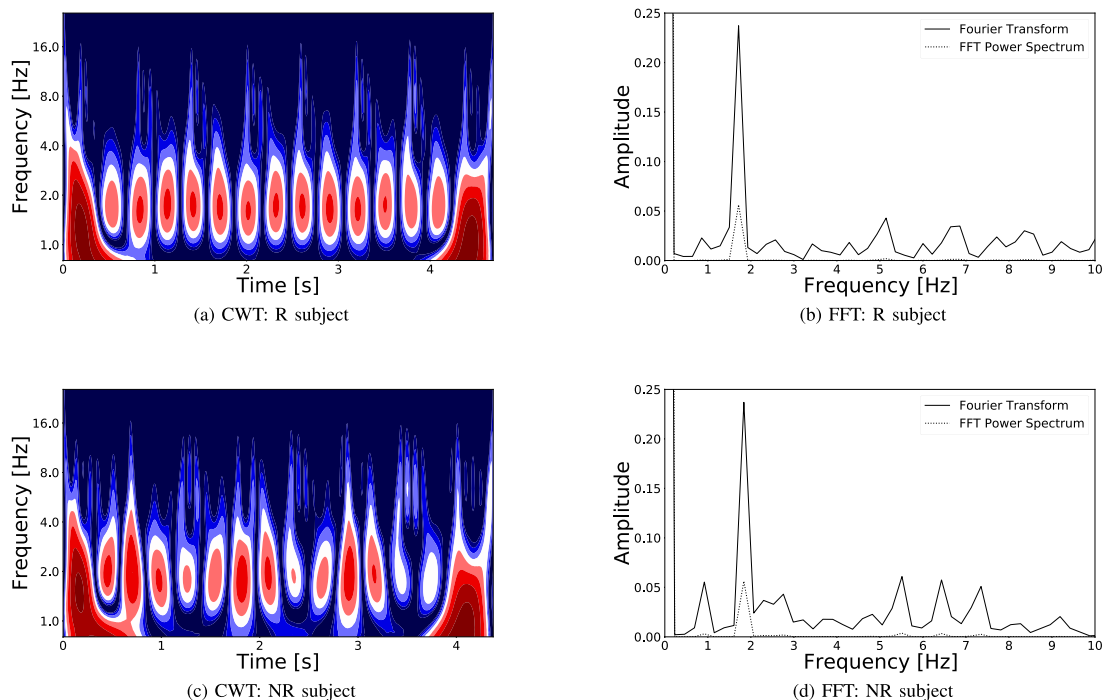 16.0
8.0
4.0
2.0
1.0
Frequency [Hz]
0 1 2 3 4
Time [s]
(a) CWT: R subject
0.25
0.20
0.15
0.10
0.05
0.00
Amplitude
Fourier Transform
FFT Power Spectrum
0 1 2 3 4 5 6 7 8 9 10
Frequency [Hz]
(b) FFT: R subject
16.0
8.0
4.0
2.0
1.0
Frequency [Hz]
0 1 2 3 4
Time [s]
(c) CWT: NR subject
0.25
0.20
0.15
0.10
0.05
0.00
Amplitude
Fourier Transform
FFT Power Spectrum
0 1 2 3 4 5 6 7 8 9 10
Frequency [Hz]
(d) FFT: NR subject